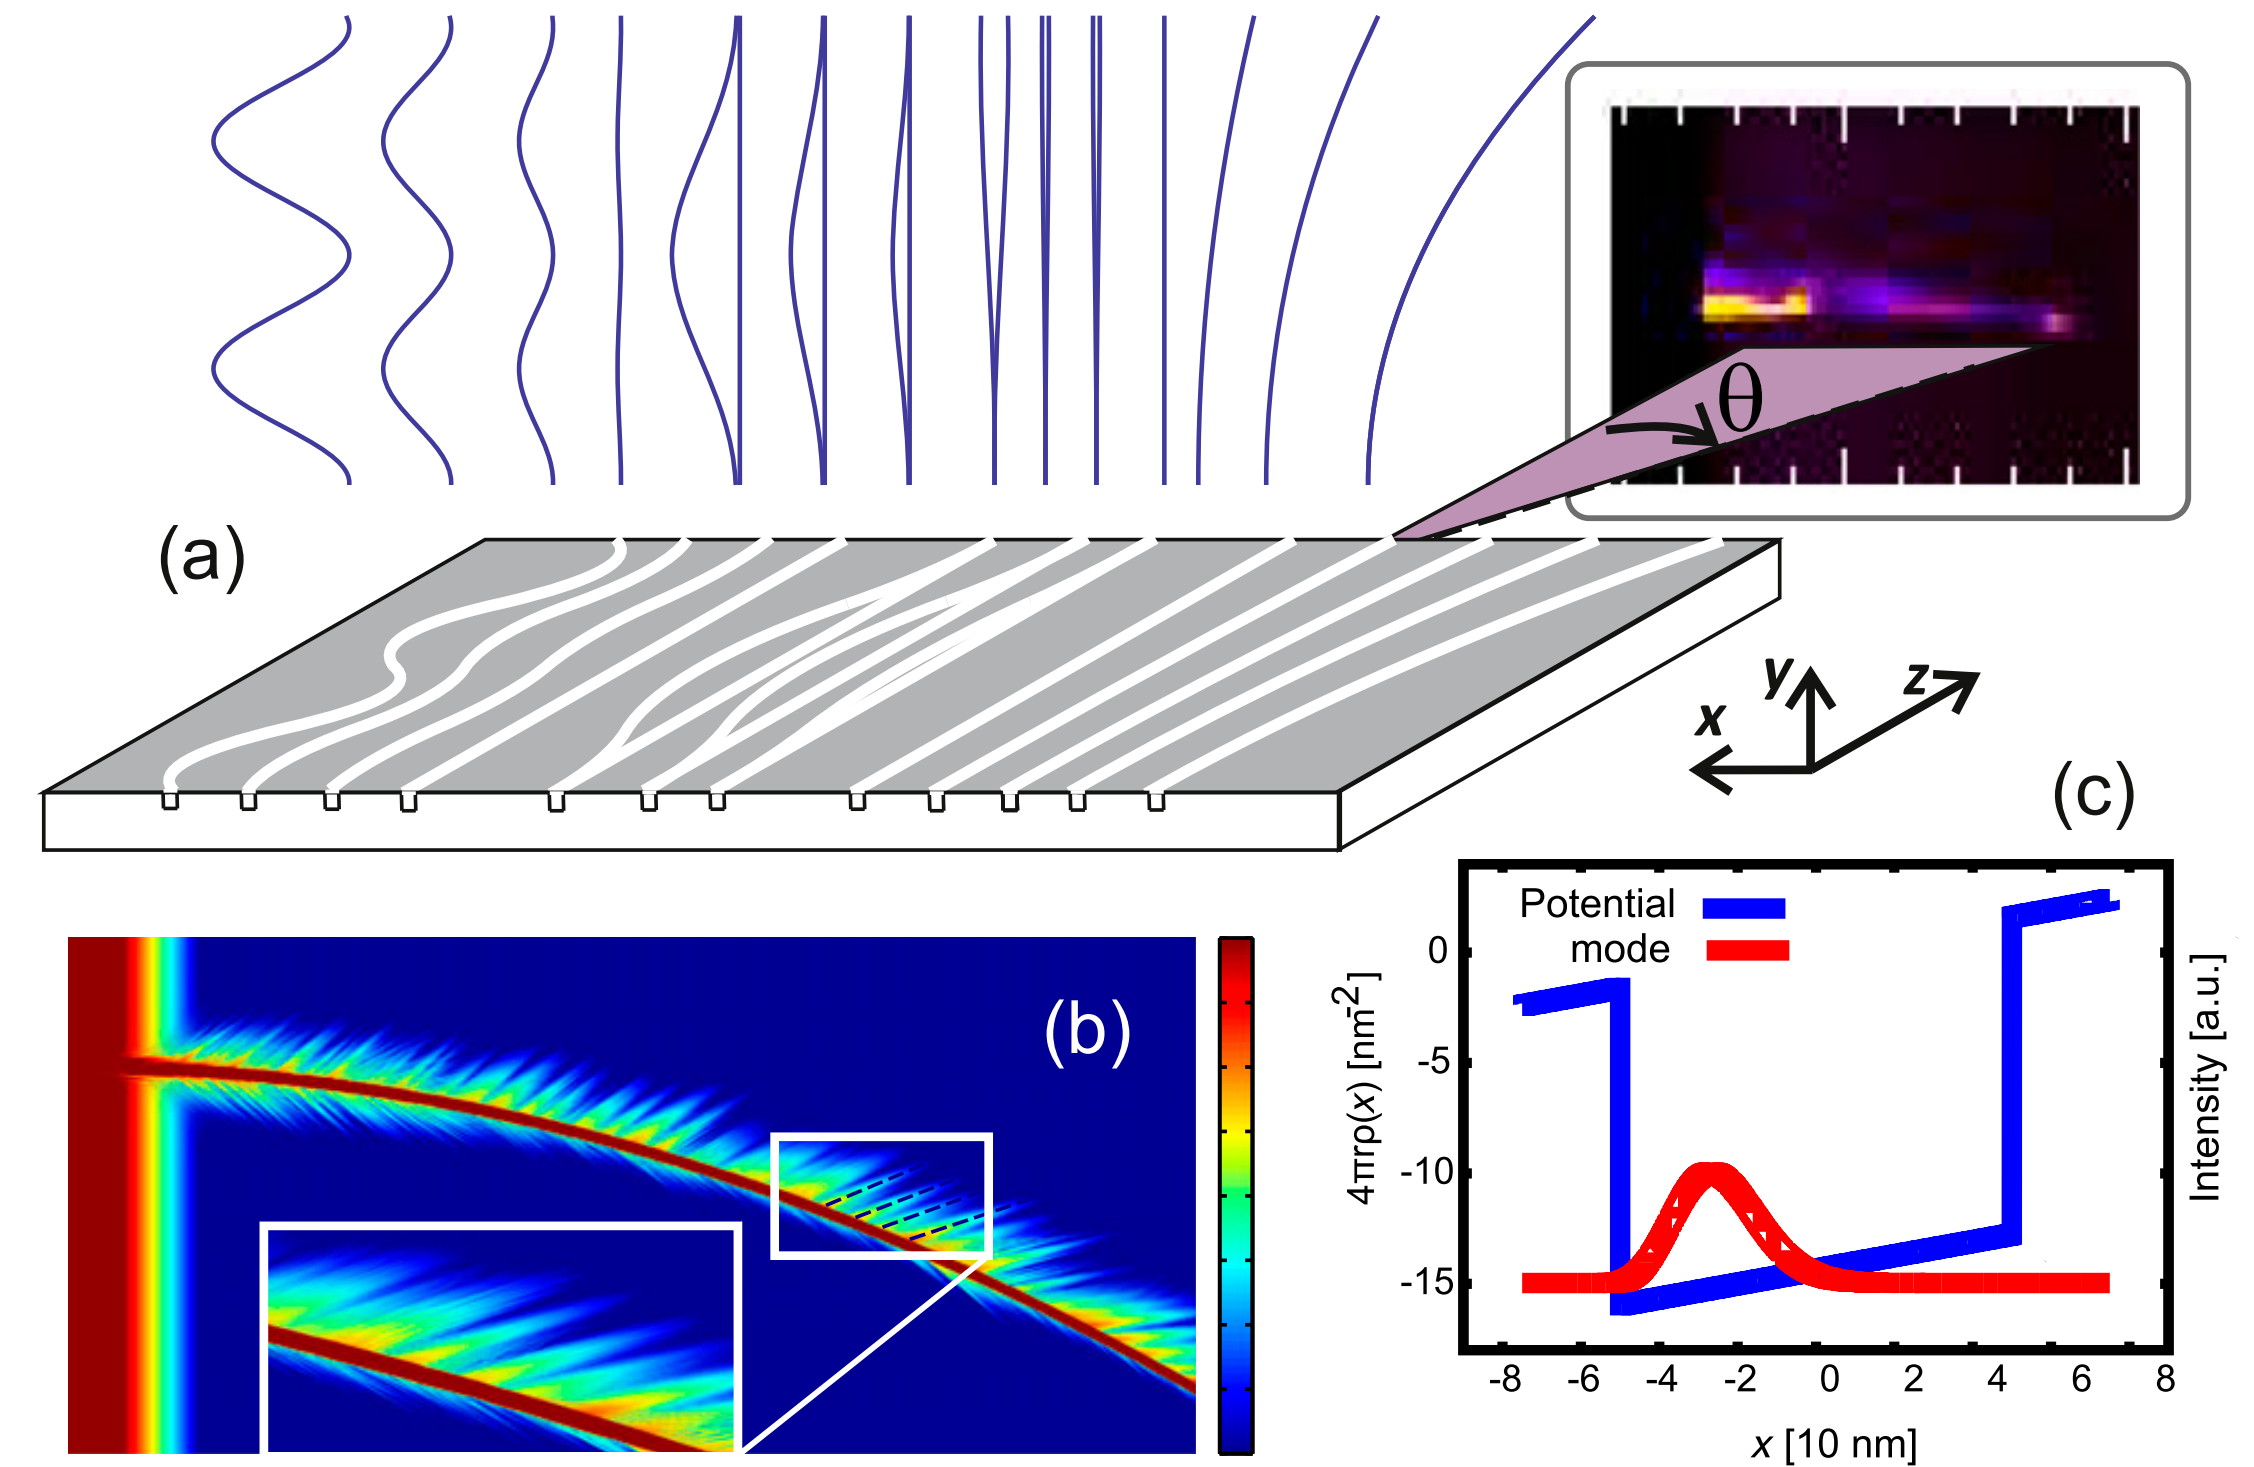 θ
(a)
y
z
x
(c)
(b)
Potential
mode
4πrρ(x) [nm⁻²]
0
-5
-10
-15
Intensity [a.u.]
-8 -6 -4 -2 0 2 4 6 8
x [10 nm]